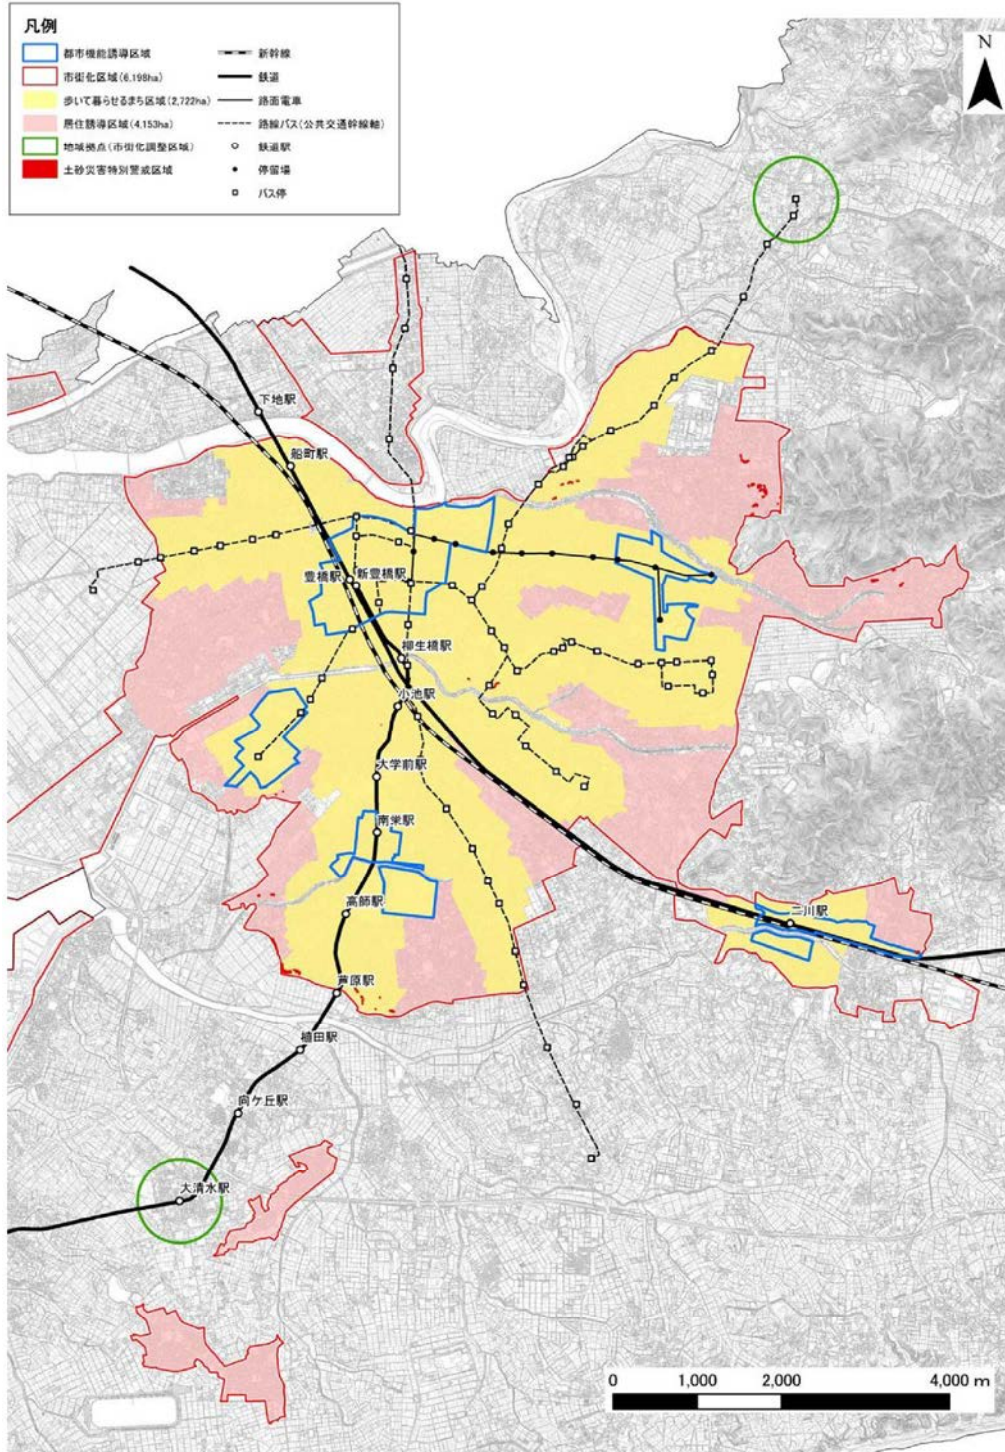 凡例
都市機能誘導区域
市街化区域(6,198ha)
歩いて暮らせるまち区域(2,722ha)
居住誘導区域(4,153ha)
地域拠点(市街化調整区域)
土砂災害特別警戒区域
新幹線
鉄道
路面電車
路線バス(公共交通幹線軸)
鉄道駅
停留場
バス停
N
下地駅
船町駅
豊橋駅
新豊橋駅
柳生橋駅
小池駅
大学前駅
南栄駅
高師駅
二川駅
芦原駅
植田駅
向ケ丘駅
大清水駅
0 1,000 2,000 4,000 m